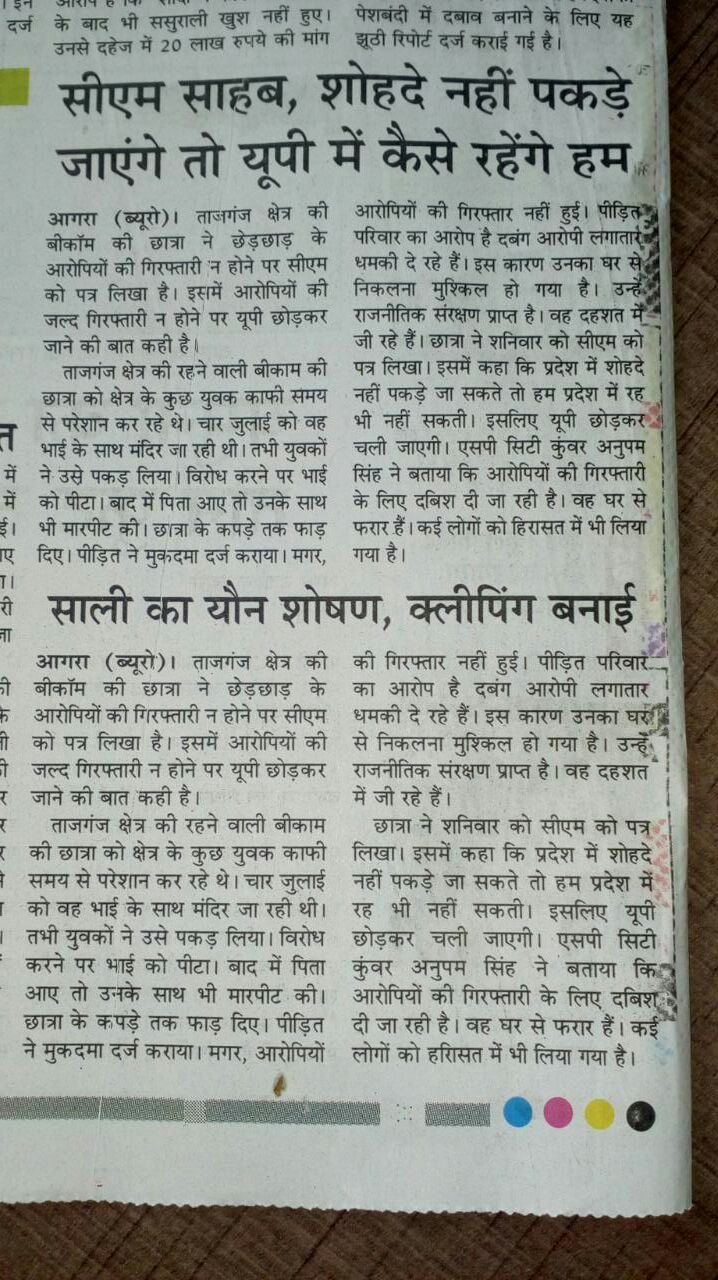 के बाद भी ससुराली खुश नहीं हुए।
उनसे दहेज में 20 लाख रुपये की मांग
पेशबंदी में दबाव बनाने के लिए यह
झूठी रिपोर्ट दर्ज कराई गई है।
सीएम साहब, शोहदे नहीं पकड़े
जाएंगे तो यूपी में कैसे रहेंगे हम
आगरा (ब्यूरो)। ताजगंज क्षेत्र की
बीकॉम की छात्रा ने छेड़छाड़ के
आरोपियों की गिरफ्तारी न होने पर सीएम
को पत्र लिखा है। इसमें आरोपियों की
जल्द गिरफ्तारी न होने पर यूपी छोड़कर
जाने की बात कही है।
ताजगंज क्षेत्र की रहने वाली बीकाम की
छात्रा को क्षेत्र के कुछ युवक काफी समय
से परेशान कर रहे थे। चार जुलाई को वह
भाई के साथ मंदिर जा रही थी। तभी युवकों
ने उसे पकड़ लिया। विरोध करने पर भाई
को पीटा। बाद में पिता आए तो उनके साथ
भी मारपीट की। छात्रा के कपड़े तक फाड़
दिए। पीड़ित ने मुकदमा दर्ज कराया। मगर,
आरोपियों की गिरफ्तार नहीं हुई। पीड़ित
परिवार का आरोप है दबंग आरोपी लगातार
धमकी दे रहे हैं। इस कारण उनका घर से
निकलना मुश्किल हो गया है। उन्हें
राजनीतिक संरक्षण प्राप्त है। वह दहशत में
जी रहे हैं। छात्रा ने शनिवार को सीएम को
पत्र लिखा। इसमें कहा कि प्रदेश में शोहदे
नहीं पकड़े जा सकते तो हम प्रदेश में रह
भी नहीं सकती। इसलिए यूपी छोड़कर
चली जाएगी। एसपी सिटी कुंवर अनुपम
सिंह ने बताया कि आरोपियों की गिरफ्तारी
के लिए दबिश दी जा रही है। वह घर से
फरार हैं। कई लोगों को हिरासत में भी लिया
गया है।
साली का यौन शोषण, क्लीपिंग बनाई
आगरा (ब्यूरो)। ताजगंज क्षेत्र की
बीकॉम की छात्रा ने छेड़छाड़ के
आरोपियों की गिरफ्तारी न होने पर सीएम
को पत्र लिखा है। इसमें आरोपियों की
जल्द गिरफ्तारी न होने पर यूपी छोड़कर
जाने की बात कही है।
ताजगंज क्षेत्र की रहने वाली बीकाम
की छात्रा को क्षेत्र के कुछ युवक काफी
समय से परेशान कर रहे थे। चार जुलाई
को वह भाई के साथ मंदिर जा रही थी।
तभी युवकों ने उसे पकड़ लिया। विरोध
करने पर भाई को पीटा। बाद में पिता
आए तो उनके साथ भी मारपीट की।
छात्रा के कपड़े तक फाड़ दिए। पीड़ित
ने मुकदमा दर्ज कराया। मगर, आरोपियों
की गिरफ्तार नहीं हुई। पीड़ित परिवार
का आरोप है दबंग आरोपी लगातार
धमकी दे रहे हैं। इस कारण उनका घर
से निकलना मुश्किल हो गया है। उन्हें
राजनीतिक संरक्षण प्राप्त है। वह दहशत
में जी रहे हैं।
छात्रा ने शनिवार को सीएम को पत्र
लिखा। इसमें कहा कि प्रदेश में शोहदे
नहीं पकड़े जा सकते तो हम प्रदेश में
रह भी नहीं सकती। इसलिए यूपी
छोड़कर चली जाएगी। एसपी सिटी
कुंवर अनुपम सिंह ने बताया कि
आरोपियों की गिरफ्तारी के लिए दबिश
दी जा रही है। वह घर से फरार हैं। कई
लोगों को हरिासत में भी लिया गया है।